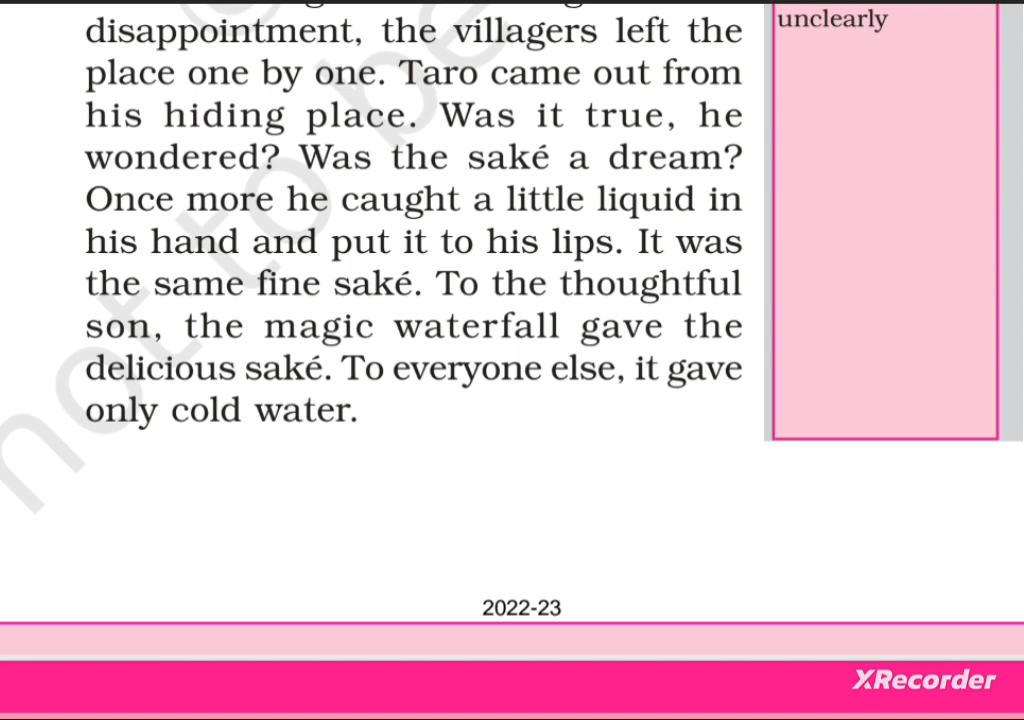 unclearly
disappointment, the villagers left the
place one by one. Taro came out from
his hiding place. Was it true, he
wondered? Was the saké a dream?
Once more he caught a little liquid in
his hand and put it to his lips. It was
the same fine saké. To the thoughtful
son, the magic waterfall gave the
delicious saké. To everyone else, it gave
only cold water.
not to be
2022-23
XRecorder